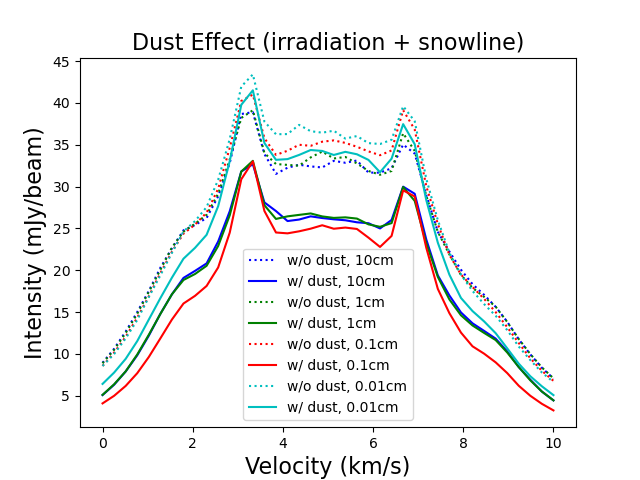 Dust Effect (irradiation + snowline)
Intensity (mJy/beam)
45
40
35
30
25
20
15
10
5
w/o dust, 10cm
w/ dust, 10cm
w/o dust, 1cm
w/ dust, 1cm
w/o dust, 0.1cm
w/ dust, 0.1cm
w/o dust, 0.01cm
w/ dust, 0.01cm
0 2 4 6 8 10
Velocity (km/s)